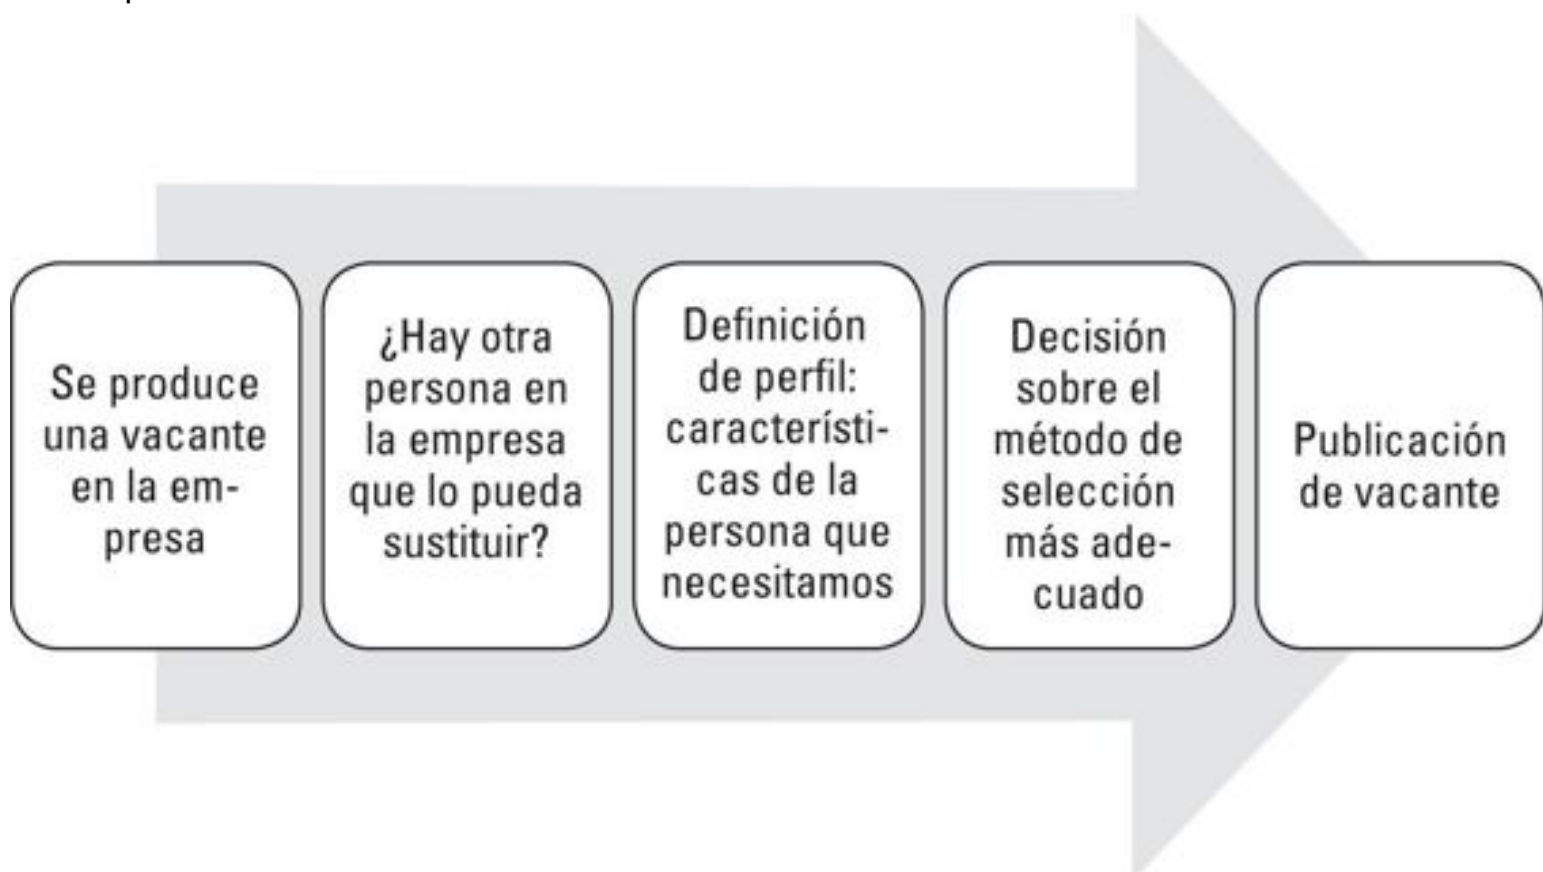 Se produce
una vacante
en la em-
presa
¿Hay otra
persona en
la empresa
que lo pueda
sustituir?
Definición
de perfil:
característi-
cas de la
persona que
necesitamos
Decisión
sobre el
método de
selección
más ade-
cuado
Publicación
de vacante